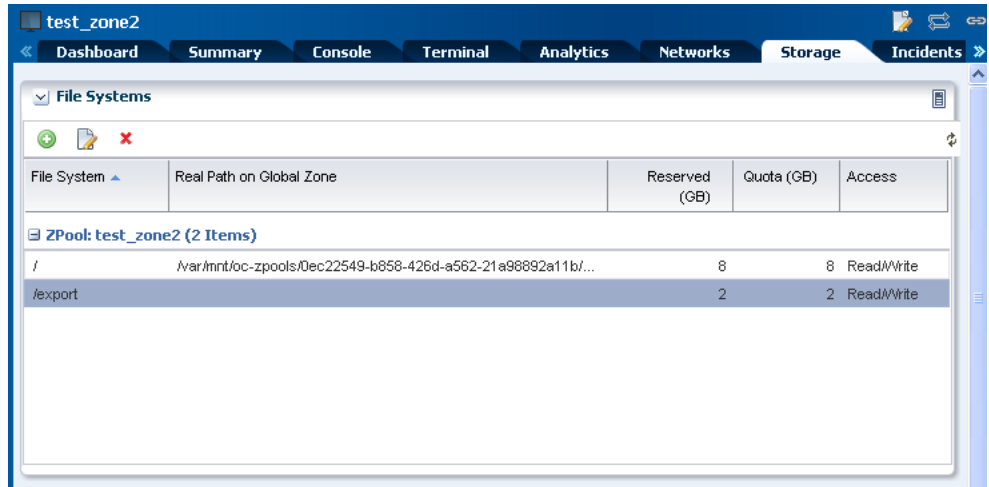 test_zone2
Dashboard Summary Console Terminal Analytics Networks Storage Incidents
File Systems
File System Real Path on Global Zone Reserved (GB) Quota (GB) Access
ZPool: test_zone2 (2 Items)
/ /var/mnt/oc-zpools/0ec22549-b858-426d-a562-21a98892a11b/... 8 8 Read/Write
/export 2 2 Read/Write